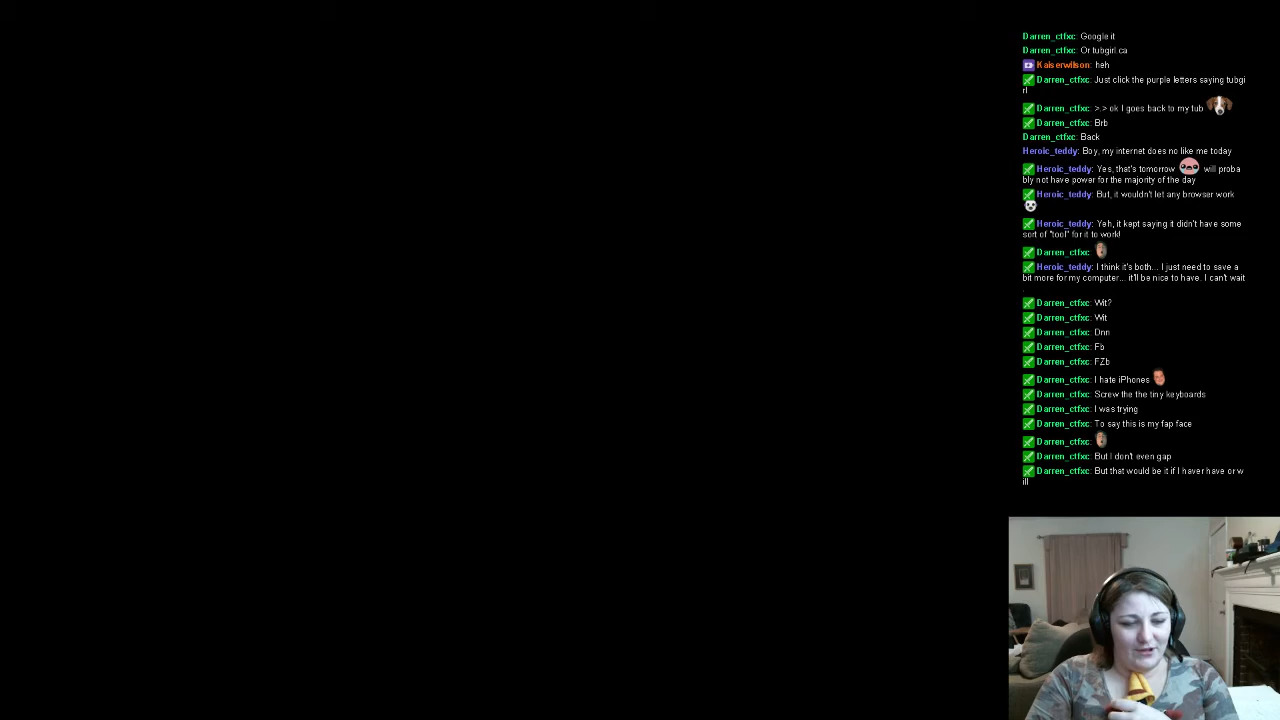 Darren_ctfxc: Google it
Darren_ctfxc: Or tubgirl ca
Kaiserwilson: heh
Darren_ctfxc: Just click the purple letters saying tubgi
rl
Darren_ctfxc: >.> ok I goes back to my tub
Darren_ctfxc: Brb
Darren_ctfxc: Back
Heroic_teddy: Boy, my internet does no like me today
Heroic_teddy: Yes, that's tomorrow will proba
bly not have power for the majority of the day
Heroic_teddy: But, it wouldn't let any browser work
Heroic_teddy: Yeh, it kept saying it didn't have some
sort of "tool" for it to work!
Darren_ctfxc:
Heroic_teddy: I think it's both... I just need to save a
bit more for my computer... it'll be nice to have. I can't wait
.
Darren_ctfxc: Wit?
Darren_ctfxc: Wit
Darren_ctfxc: Dnn
Darren_ctfxc: Fb
Darren_ctfxc: FZb
Darren_ctfxc: I hate iPhones
Darren_ctfxc: Screw the the tiny keyboards
Darren_ctfxc: I was trying
Darren_ctfxc: To say this is my fap face
Darren_ctfxc:
Darren_ctfxc: But I don't even gap
Darren_ctfxc: But that would be it if I haver have or w
ill